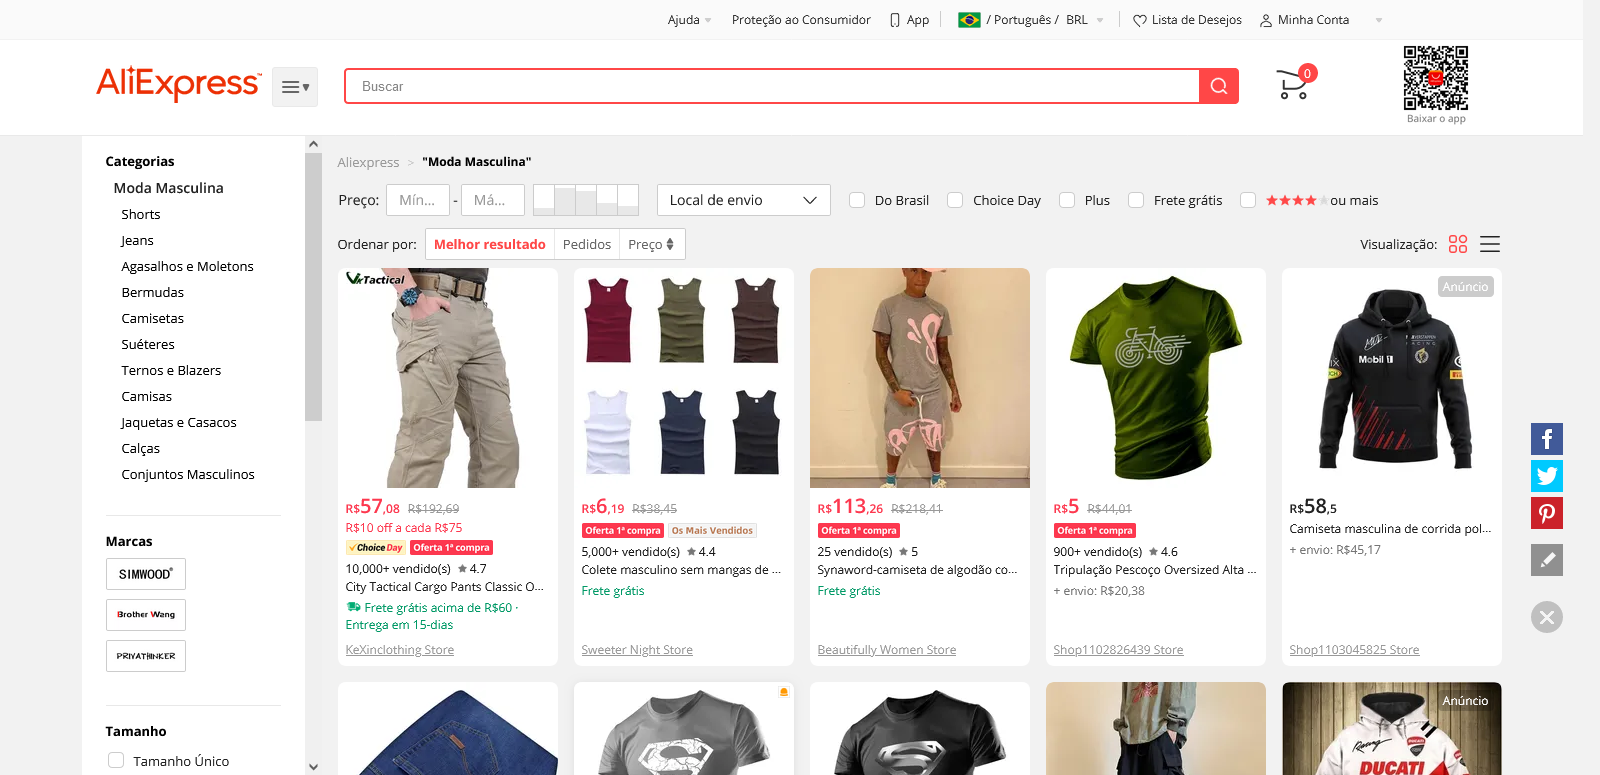 Ajuda
Proteção ao Consumidor
App
/ Português / BRL
Lista de Desejos
Minha Conta
AliExpress™
Buscar
0
Baixar o app
Categorias
Moda Masculina
Shorts
Jeans
Agasalhos e Moletons
Bermudas
Camisetas
Suéteres
Ternos e Blazers
Camisas
Jaquetas e Casacos
Calças
Conjuntos Masculinos
Marcas
SIMWOOD®
Brother Wang
PRIVATHINKER
Tamanho
Tamanho Único
Aliexpress > "Moda Masculina"
Preço: Mín... - Má...
Local de envio
Do Brasil
Choice Day
Plus
Frete grátis
ou mais
Ordenar por: Melhor resultado Pedidos Preço
Visualização:
Tactical
R$57,08 R$192,69
R$10 off a cada R$75
Choice Day Oferta 1ª compra
10,000+ vendido(s) 4.7
City Tactical Cargo Pants Classic O...
Frete grátis acima de R$60 ·
Entrega em 15-dias
KeXinclothing Store
R$6,19 R$38,45
Oferta 1ª compra Os Mais Vendidos
5,000+ vendido(s) 4.4
Colete masculino sem mangas de ...
Frete grátis
Sweeter Night Store
R$113,26 R$218,41
Oferta 1ª compra
25 vendido(s) 5
Synaword-camiseta de algodão co...
Frete grátis
Beautifully Women Store
R$5 R$44,01
Oferta 1ª compra
900+ vendido(s) 4.6
Tripulação Pescoço Oversized Alta ...
+ envio: R$20,38
Shop1102826439 Store
Anúncio
Mobil 1
R$58,5
Camiseta masculina de corrida pol...
+ envio: R$45,17
Shop1103045825 Store
Anúncio
Racing
DUCATI